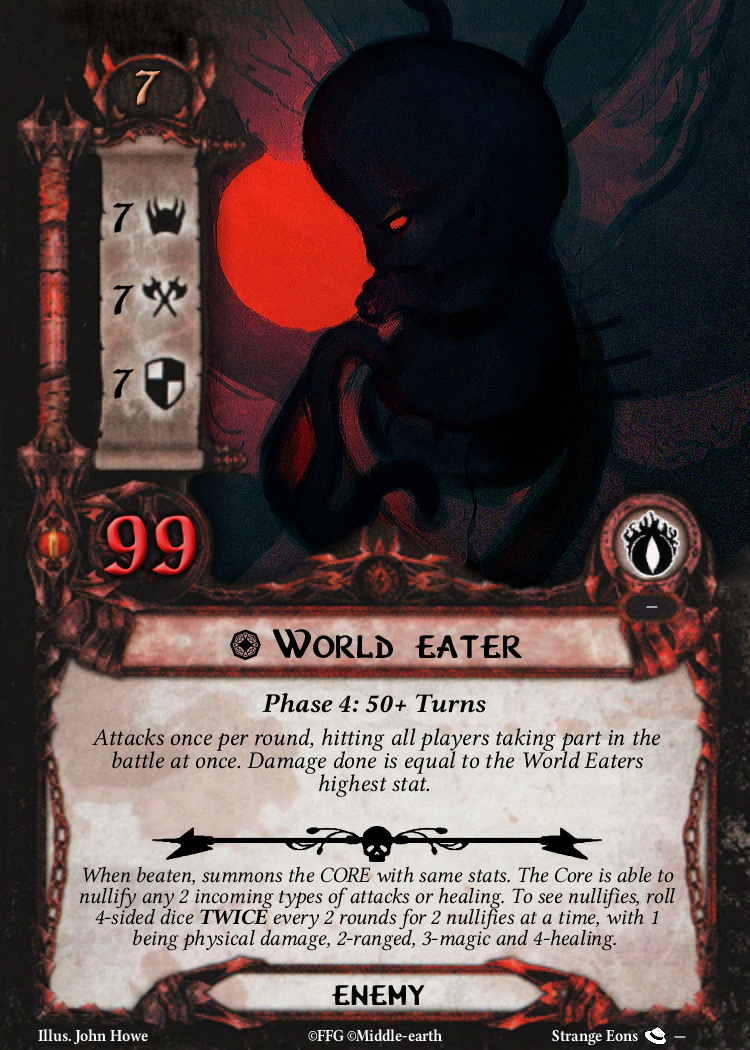 7
7
7
7
99
–
World eater
Phase 4: 50+ Turns
Attacks once per round, hitting all players taking part in the
battle at once. Damage done is equal to the World Eaters
highest stat.
When beaten, summons the CORE with same stats. The Core is able to
nullify any 2 incoming types of attacks or healing. To see nullifies, roll
4-sided dice TWICE every 2 rounds for 2 nullifies at a time, with 1
being physical damage, 2-ranged, 3-magic and 4-healing.
ENEMY
Illus. John Howe ©FFG ©Middle-earth Strange Eons –